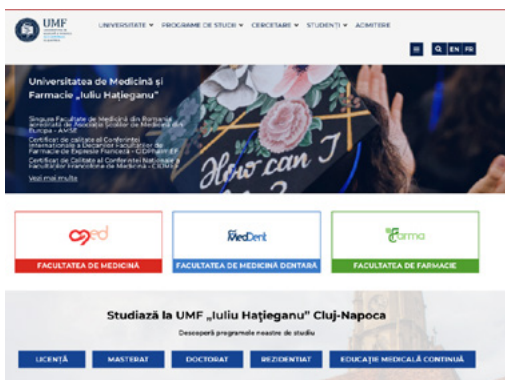 UMF
UNIVERSITATE PROGRAME DE STUDII CERCETARE STUDENȚI ADMITERE
EN FR
Universitatea de Medicină și
Farmacie „Iuliu Hațieganu”
Singura Facultate de Medicină din Romania
acreditată de Asociația Școlilor de Medicină din
Europa - AMSE
Certificat de calitate al Conferinței
Internaționale a Decanilor Facultăților de
Farmacie de Expresie Franceză - CIDPharmEF
Certificat de Calitate al Conferinței Naționale a
Facultăților Francofone de Medicină - CIDMEF
Vezi mai multe
How can I
med
MedDent
Farma
FACULTATEA DE MEDICINĂ
FACULTATEA DE MEDICINĂ DENTARĂ
FACULTATEA DE FARMACIE
Studiază la UMF „Iuliu Hațieganu” Cluj-Napoca
Descoperă programele noastre de studiu
LICENȚĂ
MASTERAT
DOCTORAT
REZIDENTIAT
EDUCAȚIE MEDICALĂ CONTINUĂ